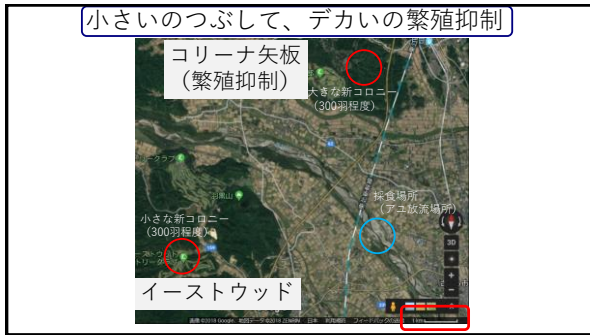 小さいのつぶして、デカいの繁殖抑制
コリーナ矢板
（繁殖抑制）
大きな新コロニー
（300羽程度）
採食場所
（アユ放流場所）
小さな新コロニー
（300羽程度）
3D
イーストウッド